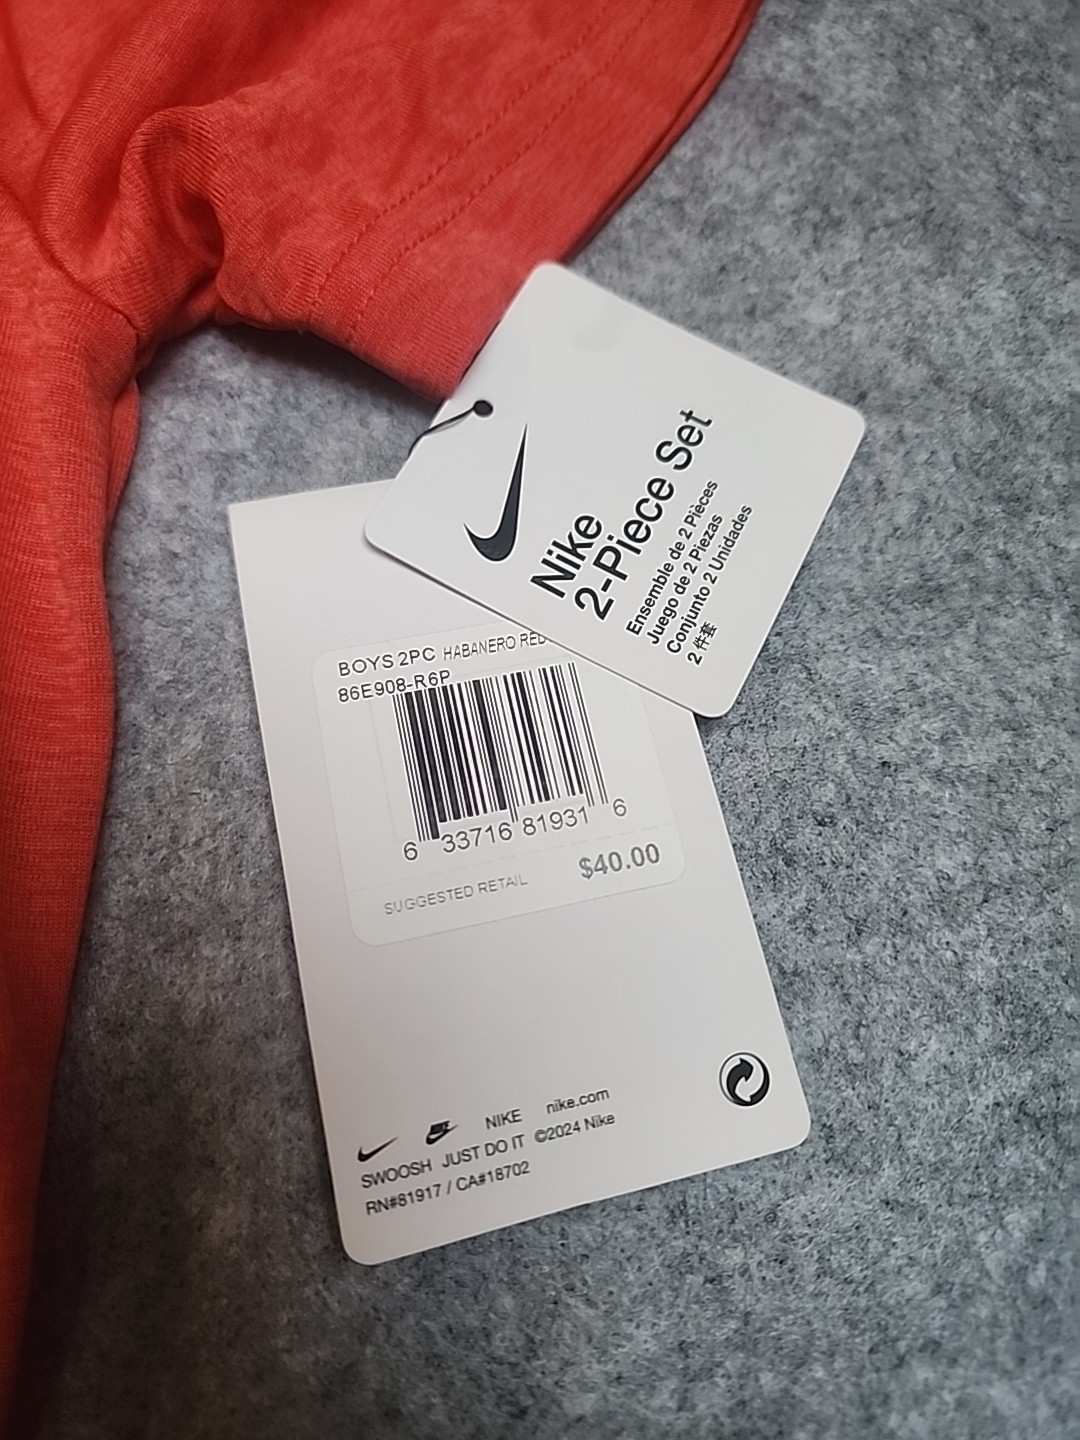 Nike
2-Piece Set
Ensemble de 2 Pièces
Juego de 2 Piezas
Conjunto 2 Unidades
2 件套
BOYS 2PC HABANERO RED
86E908-R6P
6 33716 81931 6
SUGGESTED RETAIL $40.00
NIKE nike.com
SWOOSH JUST DO IT ©2024 Nike
RN#81917 / CA#18702